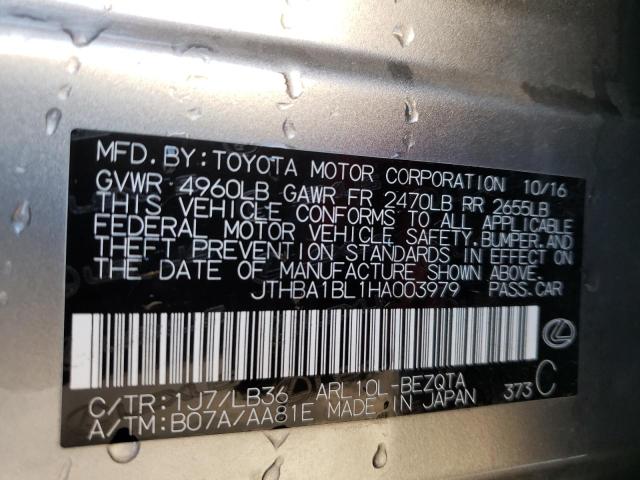 MFD. BY: TOYOTA MOTOR CORPORATION 10/16
GVWR 4960LB GAWR FR 2470LB RR 2655LB
THIS VEHICLE CONFORMS TO ALL APPLICABLE
FEDERAL MOTOR VEHICLE SAFETY, BUMPER, AND
THEFT PREVENTION STANDARDS IN EFFECT ON
THE DATE OF MANUFACTURE SHOWN ABOVE.
JTHBA1BL1HA003979 PASS.CAR
C/TR: 1J7/LB36 ARL10L-BEZQTA 373 C
A/TM: B07A/AA81E MADE IN JAPAN